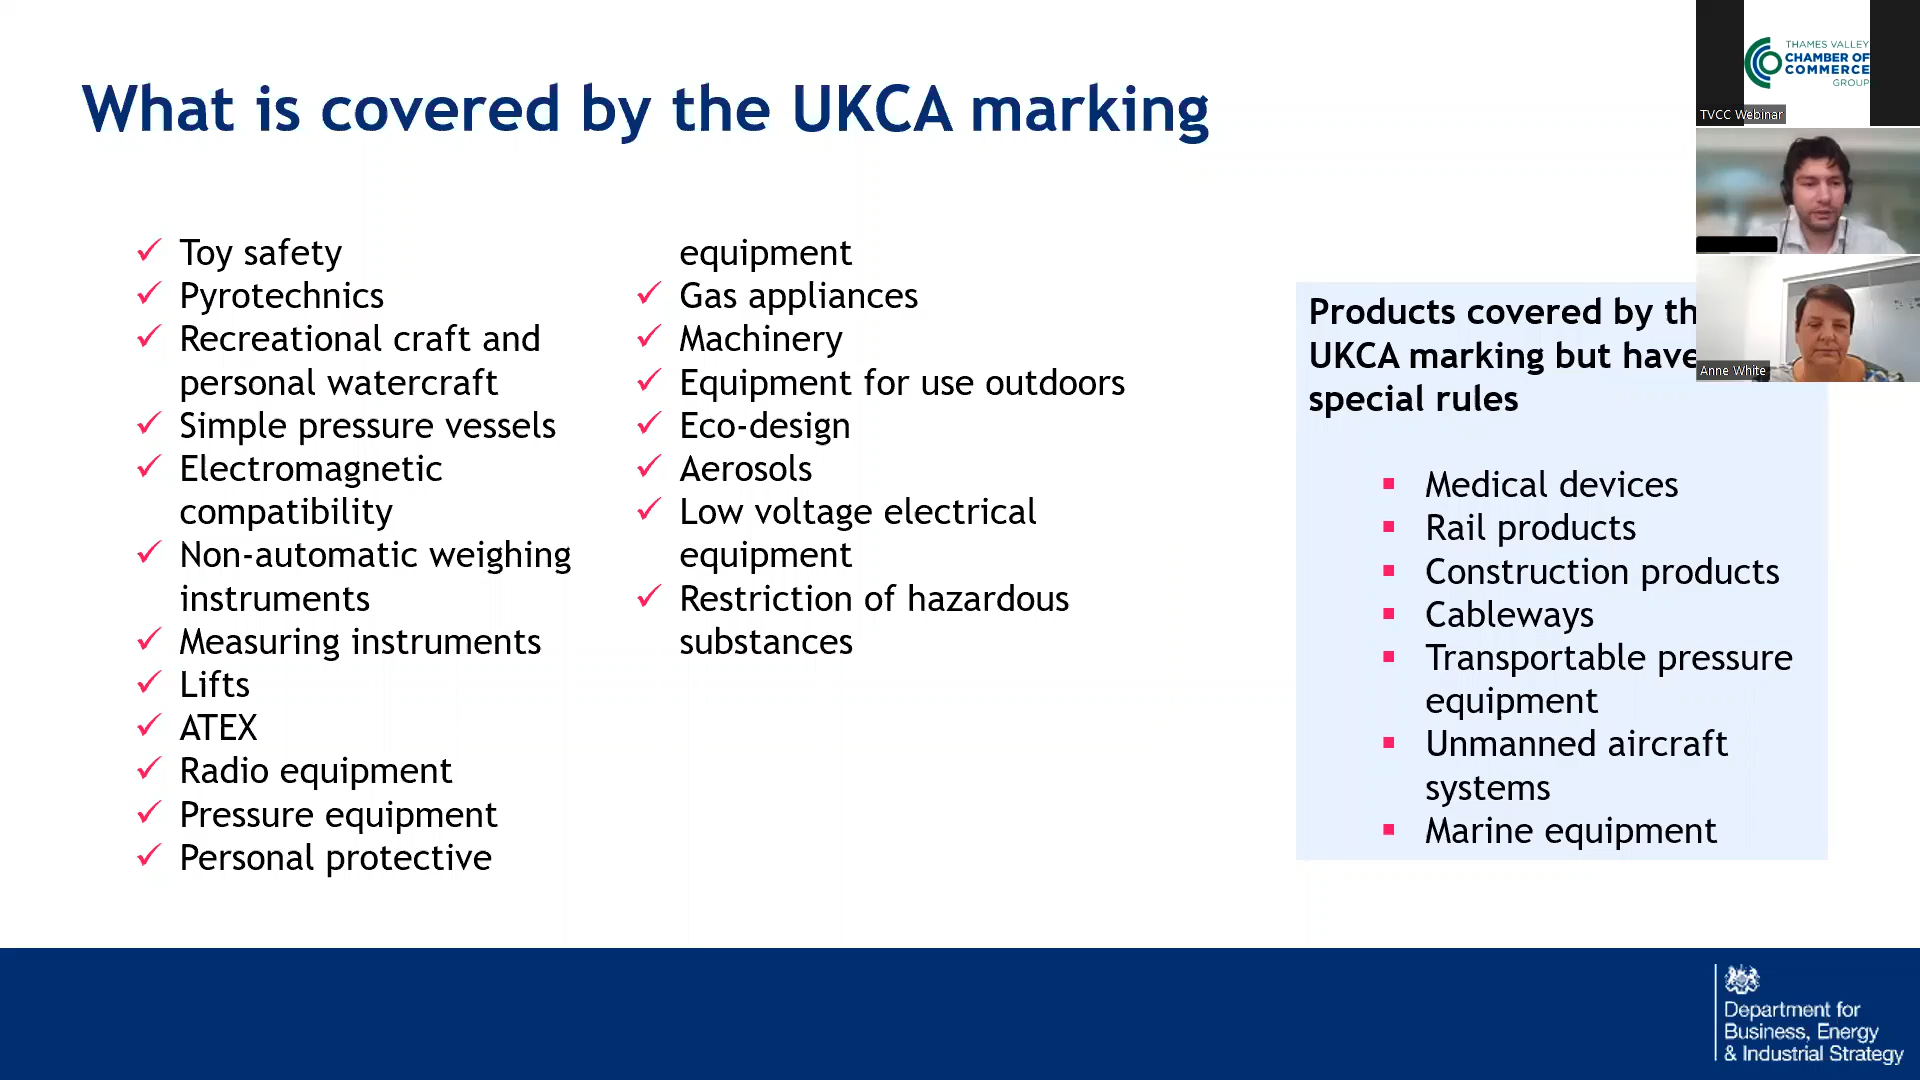 What is covered by the UKCA marking
Toy safety
Pyrotechnics
Recreational craft and
personal watercraft
Simple pressure vessels
Electromagnetic
compatibility
Non-automatic weighing
instruments
Measuring instruments
Lifts
ATEX
Radio equipment
Pressure equipment
Personal protective
equipment
Gas appliances
Machinery
Equipment for use outdoors
Eco-design
Aerosols
Low voltage electrical
equipment
Restriction of hazardous
substances
Products covered by th
UKCA marking but have
special rules
Medical devices
Rail products
Construction products
Cableways
Transportable pressure
equipment
Unmanned aircraft
systems
Marine equipment
THAMES VALLEY
CHAMBER OF
COMMERCE
GROUP
TVCC Webinar
Anne White
Department for
Business, Energy
& Industrial Strategy